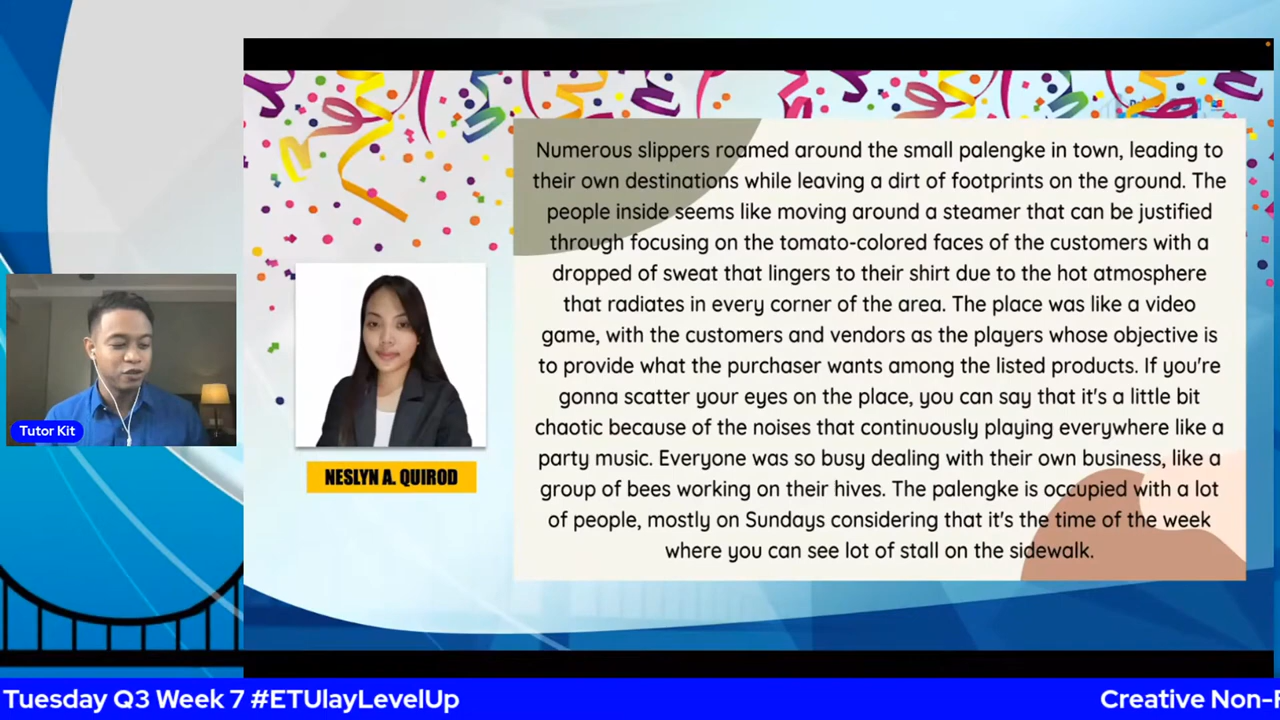 Numerous slippers roamed around the small palengke in town, leading to
their own destinations while leaving a dirt of footprints on the ground. The
people inside seems like moving around a steamer that can be justified
through focusing on the tomato-colored faces of the customers with a
dropped of sweat that lingers to their shirt due to the hot atmosphere
that radiates in every corner of the area. The place was like a video
game, with the customers and vendors as the players whose objective is
to provide what the purchaser wants among the listed products. If you're
gonna scatter your eyes on the place, you can say that it's a little bit
chaotic because of the noises that continuously playing everywhere like a
party music. Everyone was so busy dealing with their own business, like a
group of bees working on their hives. The palengke is occupied with a lot
of people, mostly on Sundays considering that it's the time of the week
where you can see lot of stall on the sidewalk.
NESLYN A. QUIROD
Tutor Kit
Tuesday Q3 Week 7 #ETUlayLevelUp
Creative Non-